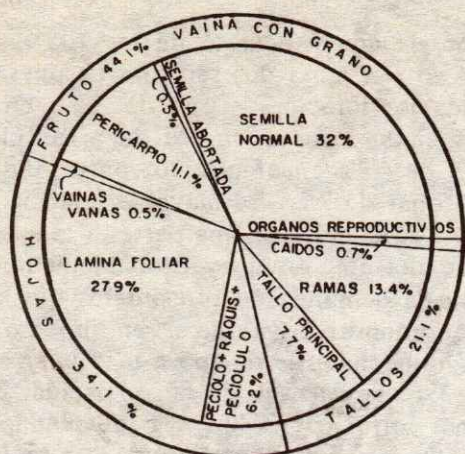 FRUTO 44.1% VAINA CON GRANO
SEMILLA ABORTADA
0.5%
SEMILLA
NORMAL 32%
PERICARPIO 11.1%
VAINAS
VANAS 0.5%
ORGANOS REPRODUCTIVOS
CAIDOS 0.7%
LAMINA FOLIAR
27.9%
RAMAS 13.4%
TALLO PRINCIPAL
7.7%
PECIOLO+RAQUIS+
PECIOLULO
6.2%
HOJAS 34.1 %
TALLOS 21.1 %